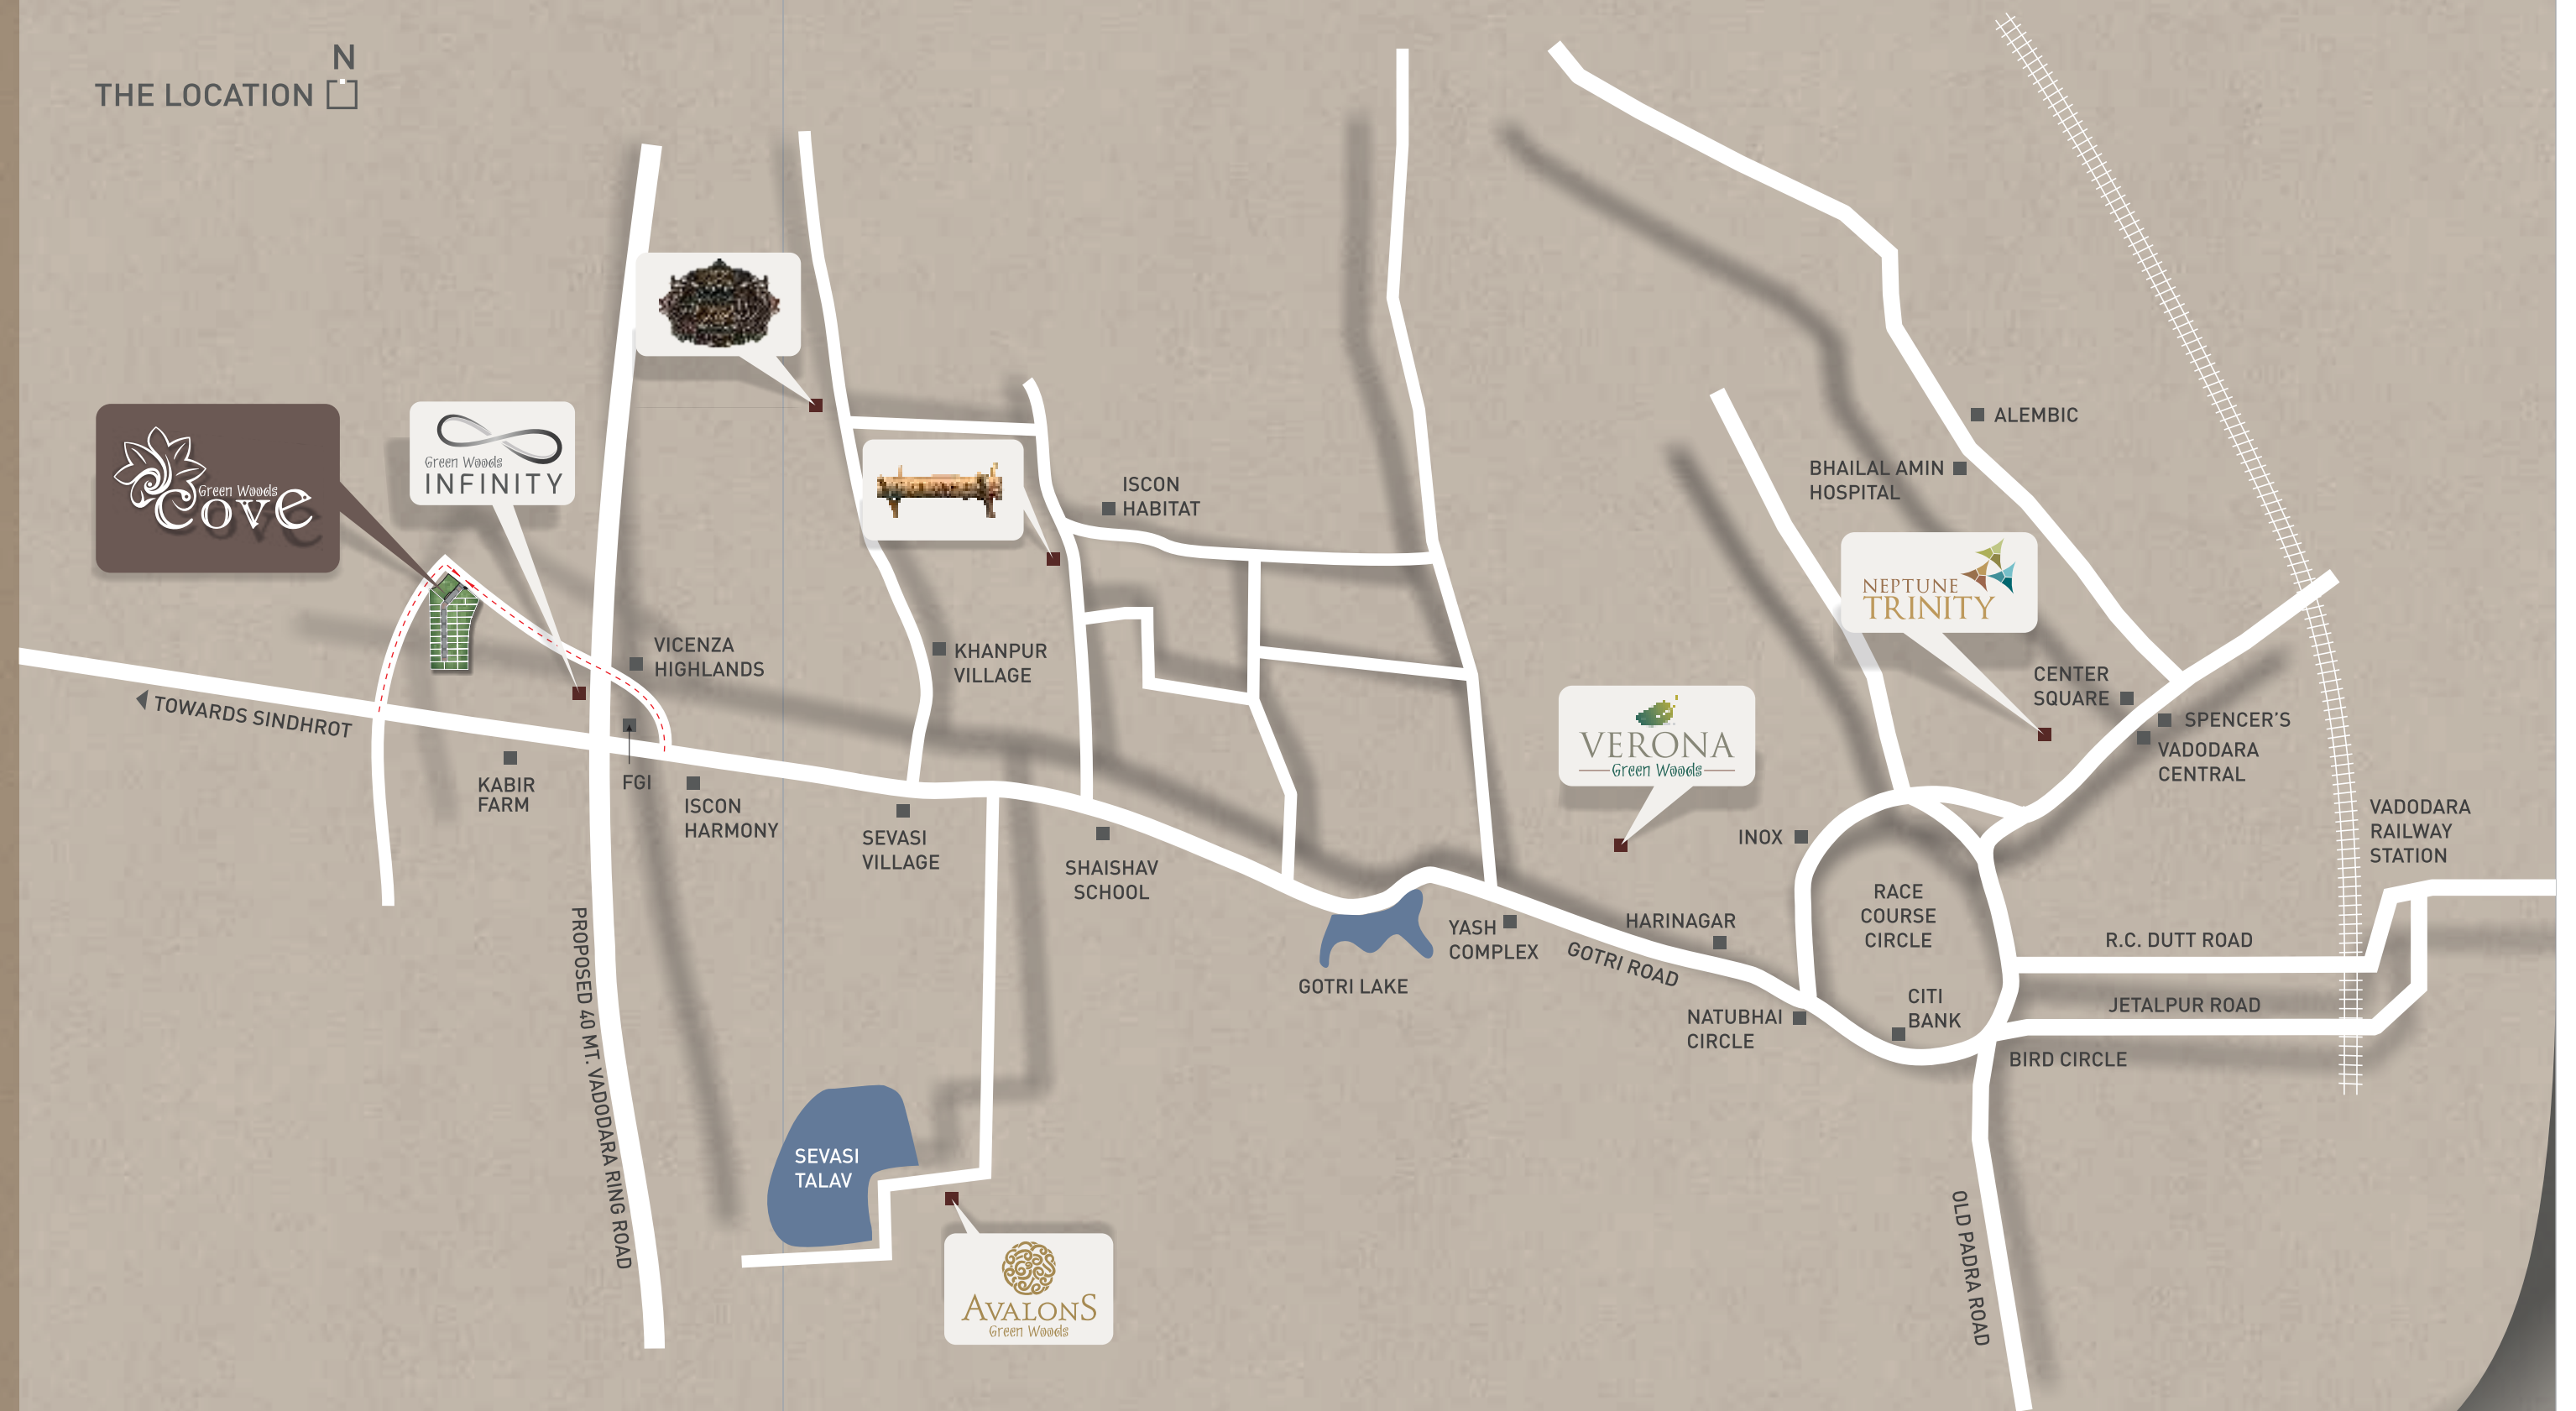 N
THE LOCATION
Green Woods
Cove
Green Woods
INFINITY
ISCON
HABITAT
ALEMBIC
BHAILAL AMIN
HOSPITAL
NEPTUNE
TRINITY
VICENZA
HIGHLANDS
KHANPUR
VILLAGE
CENTER
SQUARE
SPENCER'S
VADODARA
CENTRAL
TOWARDS SINDHROT
VERONA
Green Woods
KABIR
FARM
FGI
ISCON
HARMONY
SEVASI
VILLAGE
SHAISHAV
SCHOOL
INOX
VADODARA
RAILWAY
STATION
RACE
COURSE
CIRCLE
HARINAGAR
YASH
COMPLEX
GOTRI ROAD
GOTRI LAKE
R.C. DUTT ROAD
CITI
BANK
JETALPUR ROAD
NATUBHAI
CIRCLE
BIRD CIRCLE
PROPOSED 40 MT. VADODARA RING ROAD
SEVASI
TALAV
OLD PADRA ROAD
AVALONS
Green Woods